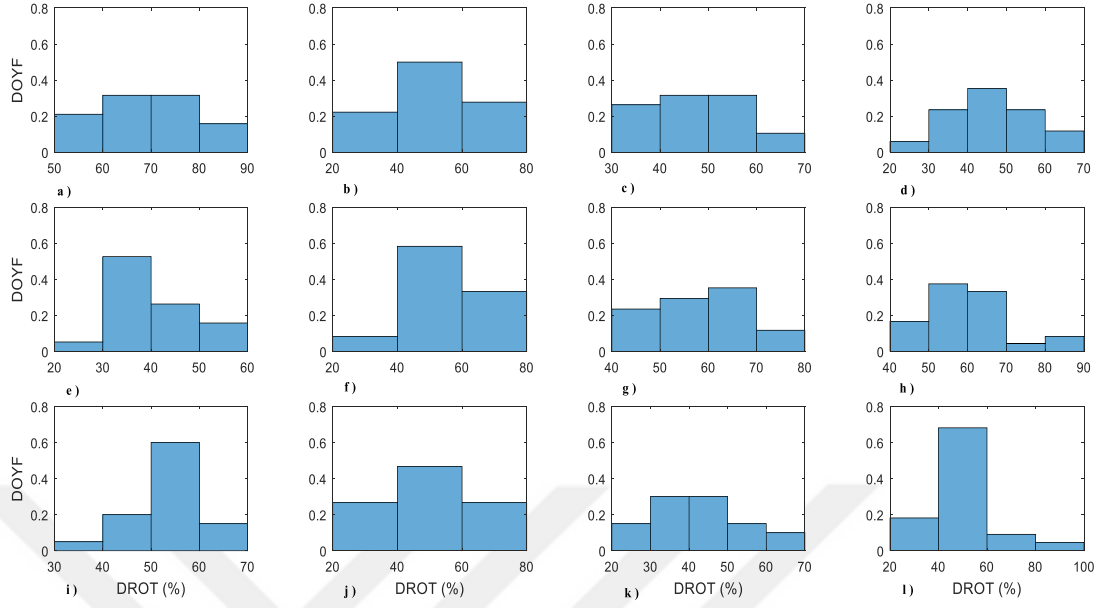 0.8 0.8 0.8 0.8
0.6 0.6 0.6 0.6
DOYF
0.4 0.4 0.4 0.4
0.2 0.2 0.2 0.2
0 0 0 0
50 60 70 80 90 20 40 60 80 30 40 50 60 70 20 30 40 50 60 70
a ) b ) c ) d )
0.8 0.8 0.8 0.8
0.6 0.6 0.6 0.6
DOYF
0.4 0.4 0.4 0.4
0.2 0.2 0.2 0.2
0 0 0 0
20 30 40 50 60 20 40 60 80 40 50 60 70 80 40 50 60 70 80 90
e ) f ) g ) h )
0.8 0.8 0.8 0.8
0.6 0.6 0.6 0.6
DOYF
0.4 0.4 0.4 0.4
0.2 0.2 0.2 0.2
0 0 0 0
30 40 50 60 70 20 40 60 80 20 30 40 50 60 70 20 40 60 80 100
i ) DROT (%) j ) DROT (%) k ) DROT (%) l ) DROT (%)